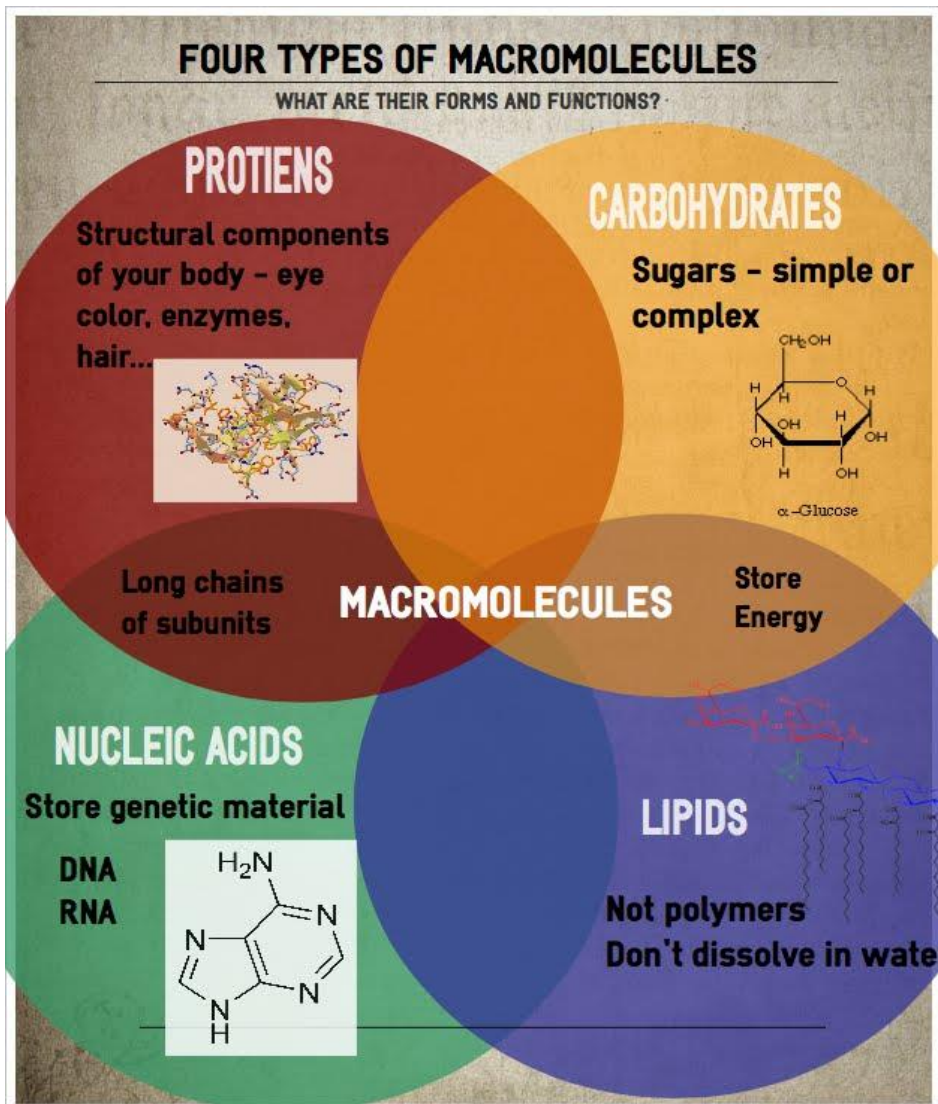 FOUR TYPES OF MACROMOLECULES
WHAT ARE THEIR FORMS AND FUNCTIONS?
PROTIENS
Structural components
of your body - eye
color, enzymes,
hair...
CARBOHYDRATES
Sugars - simple or
complex
CH₂OH
H
O
H
H
OH
H
OH
OH
H
OH
α-Glucose
Long chains
of subunits
MACROMOLECULES
Store
Energy
NUCLEIC ACIDS
Store genetic material
DNA
RNA
H₂N
N
N
N
N
H
LIPIDS
Not polymers
Don't dissolve in wate